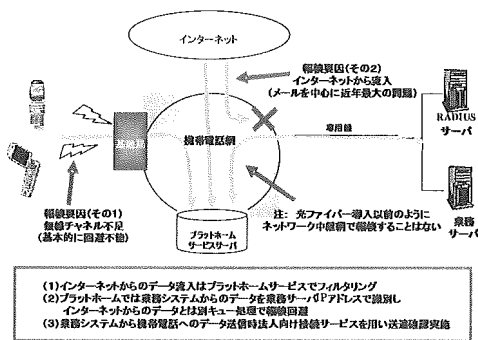 インターネット
輻輳要因(その2)
インターネットから流入
(メールを中心に近年最大の問題)
RADIUS
サーバ
専用線
基地局
携帯電話網
輻輳要因(その1)
無線チャネル不足
(基本的に回避不能)
注: 光ファイバー導入以前のように
ネットワーク中継網で輻輳することはない
業務
サーバ
プラットホーム
サービスサーバ
(1)インターネットからのデータ流入はプラットホームサービスでフィルタリング
(2)プラットホームでは業務システムからのデータを業務サーバIPアドレスで識別し
インターネットからのデータとは別キュー処理で輻輳回避
(3)業務システムから携帯電話へのデータ送信時法人向け接続サービスを用い送達確認実施